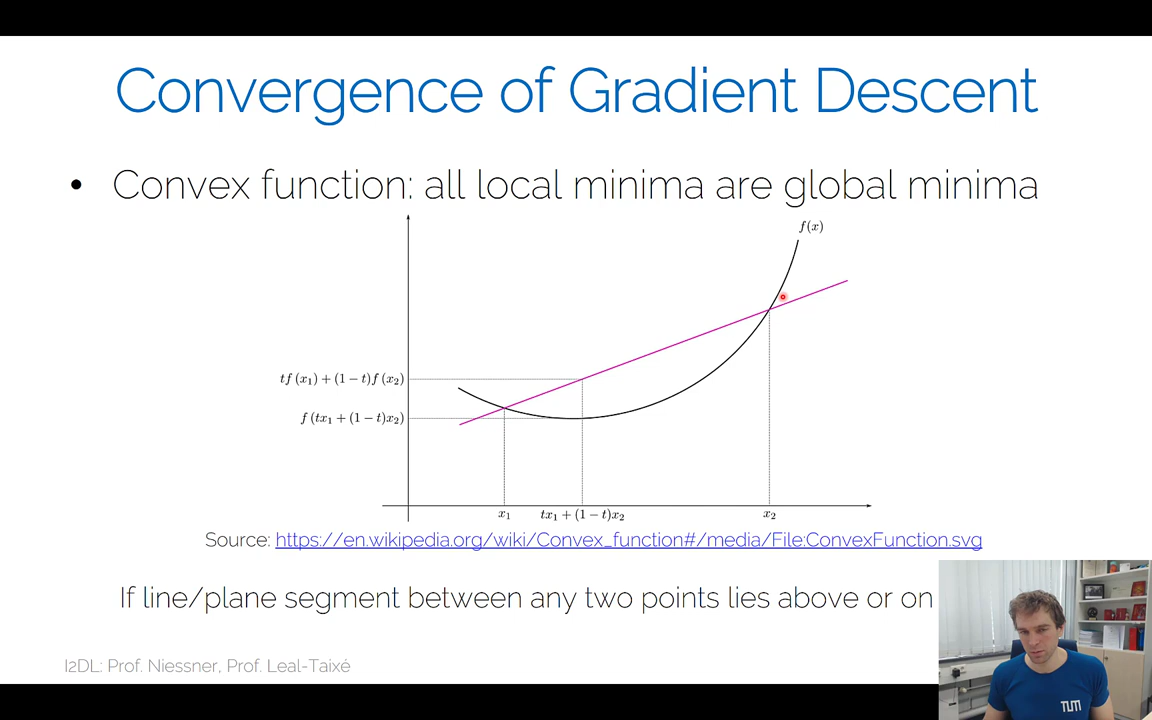 Convergence of Gradient Descent
• Convex function: all local minima are global minima
f(x)
tf(x₁) + (1 − t)f(x₂)
f(tx₁ + (1 − t)x₂)
x₁ tx₁ + (1 − t)x₂ x₂
Source: https://en.wikipedia.org/wiki/Convex_function#/media/File:ConvexFunction.svg
If line/plane segment between any two points lies above or on
I2DL: Prof. Niessner, Prof. Leal-Taixé
TUM